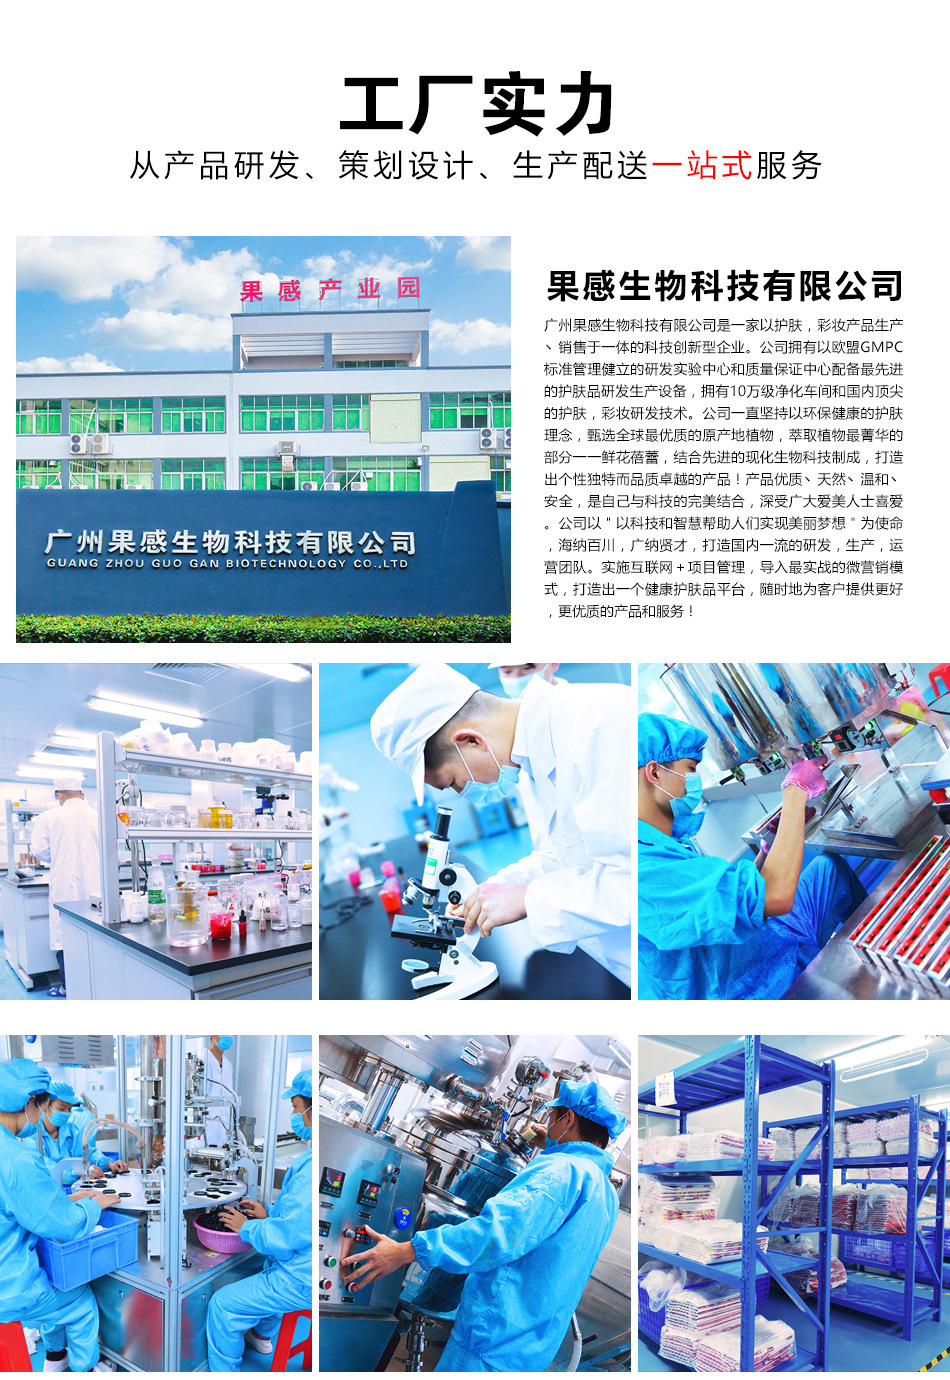 工厂实力
从产品研发、策划设计、生产配送一站式服务
果感产业园
广州果感生物科技有限公司
GUANG ZHOU GUO GAN BIOTECHNOLOGY CO.,LTD
果感生物科技有限公司
广州果感生物科技有限公司是一家以护肤，彩妆产品生产
、销售于一体的科技创新型企业。公司拥有以欧盟GMPC
标准管理健立的研发实验中心和质量保证中心配备最先进
的护肤品研发生产设备，拥有10万级净化车间和国内顶尖
的护肤，彩妆研发技术。公司一直坚持以环保健康的护肤
理念，甄选全球最优质的原产地植物，萃取植物最菁华的
部分一一鲜花蓓蕾，结合先进的现化生物科技制成，打造
出个性独特而品质卓越的产品！产品优质、天然、温和、
安全，是自己与科技的完美结合，深受广大爱美人士喜爱
。公司以＂以科技和智慧帮助人们实现美丽梦想＂为使命
，海纳百川，广纳贤才，打造国内一流的研发，生产，运
营团队。实施互联网＋项目管理，导入最实战的微营销模
式，打造出一个健康护肤品平台，随时地为客户提供更好
，更优质的产品和服务！